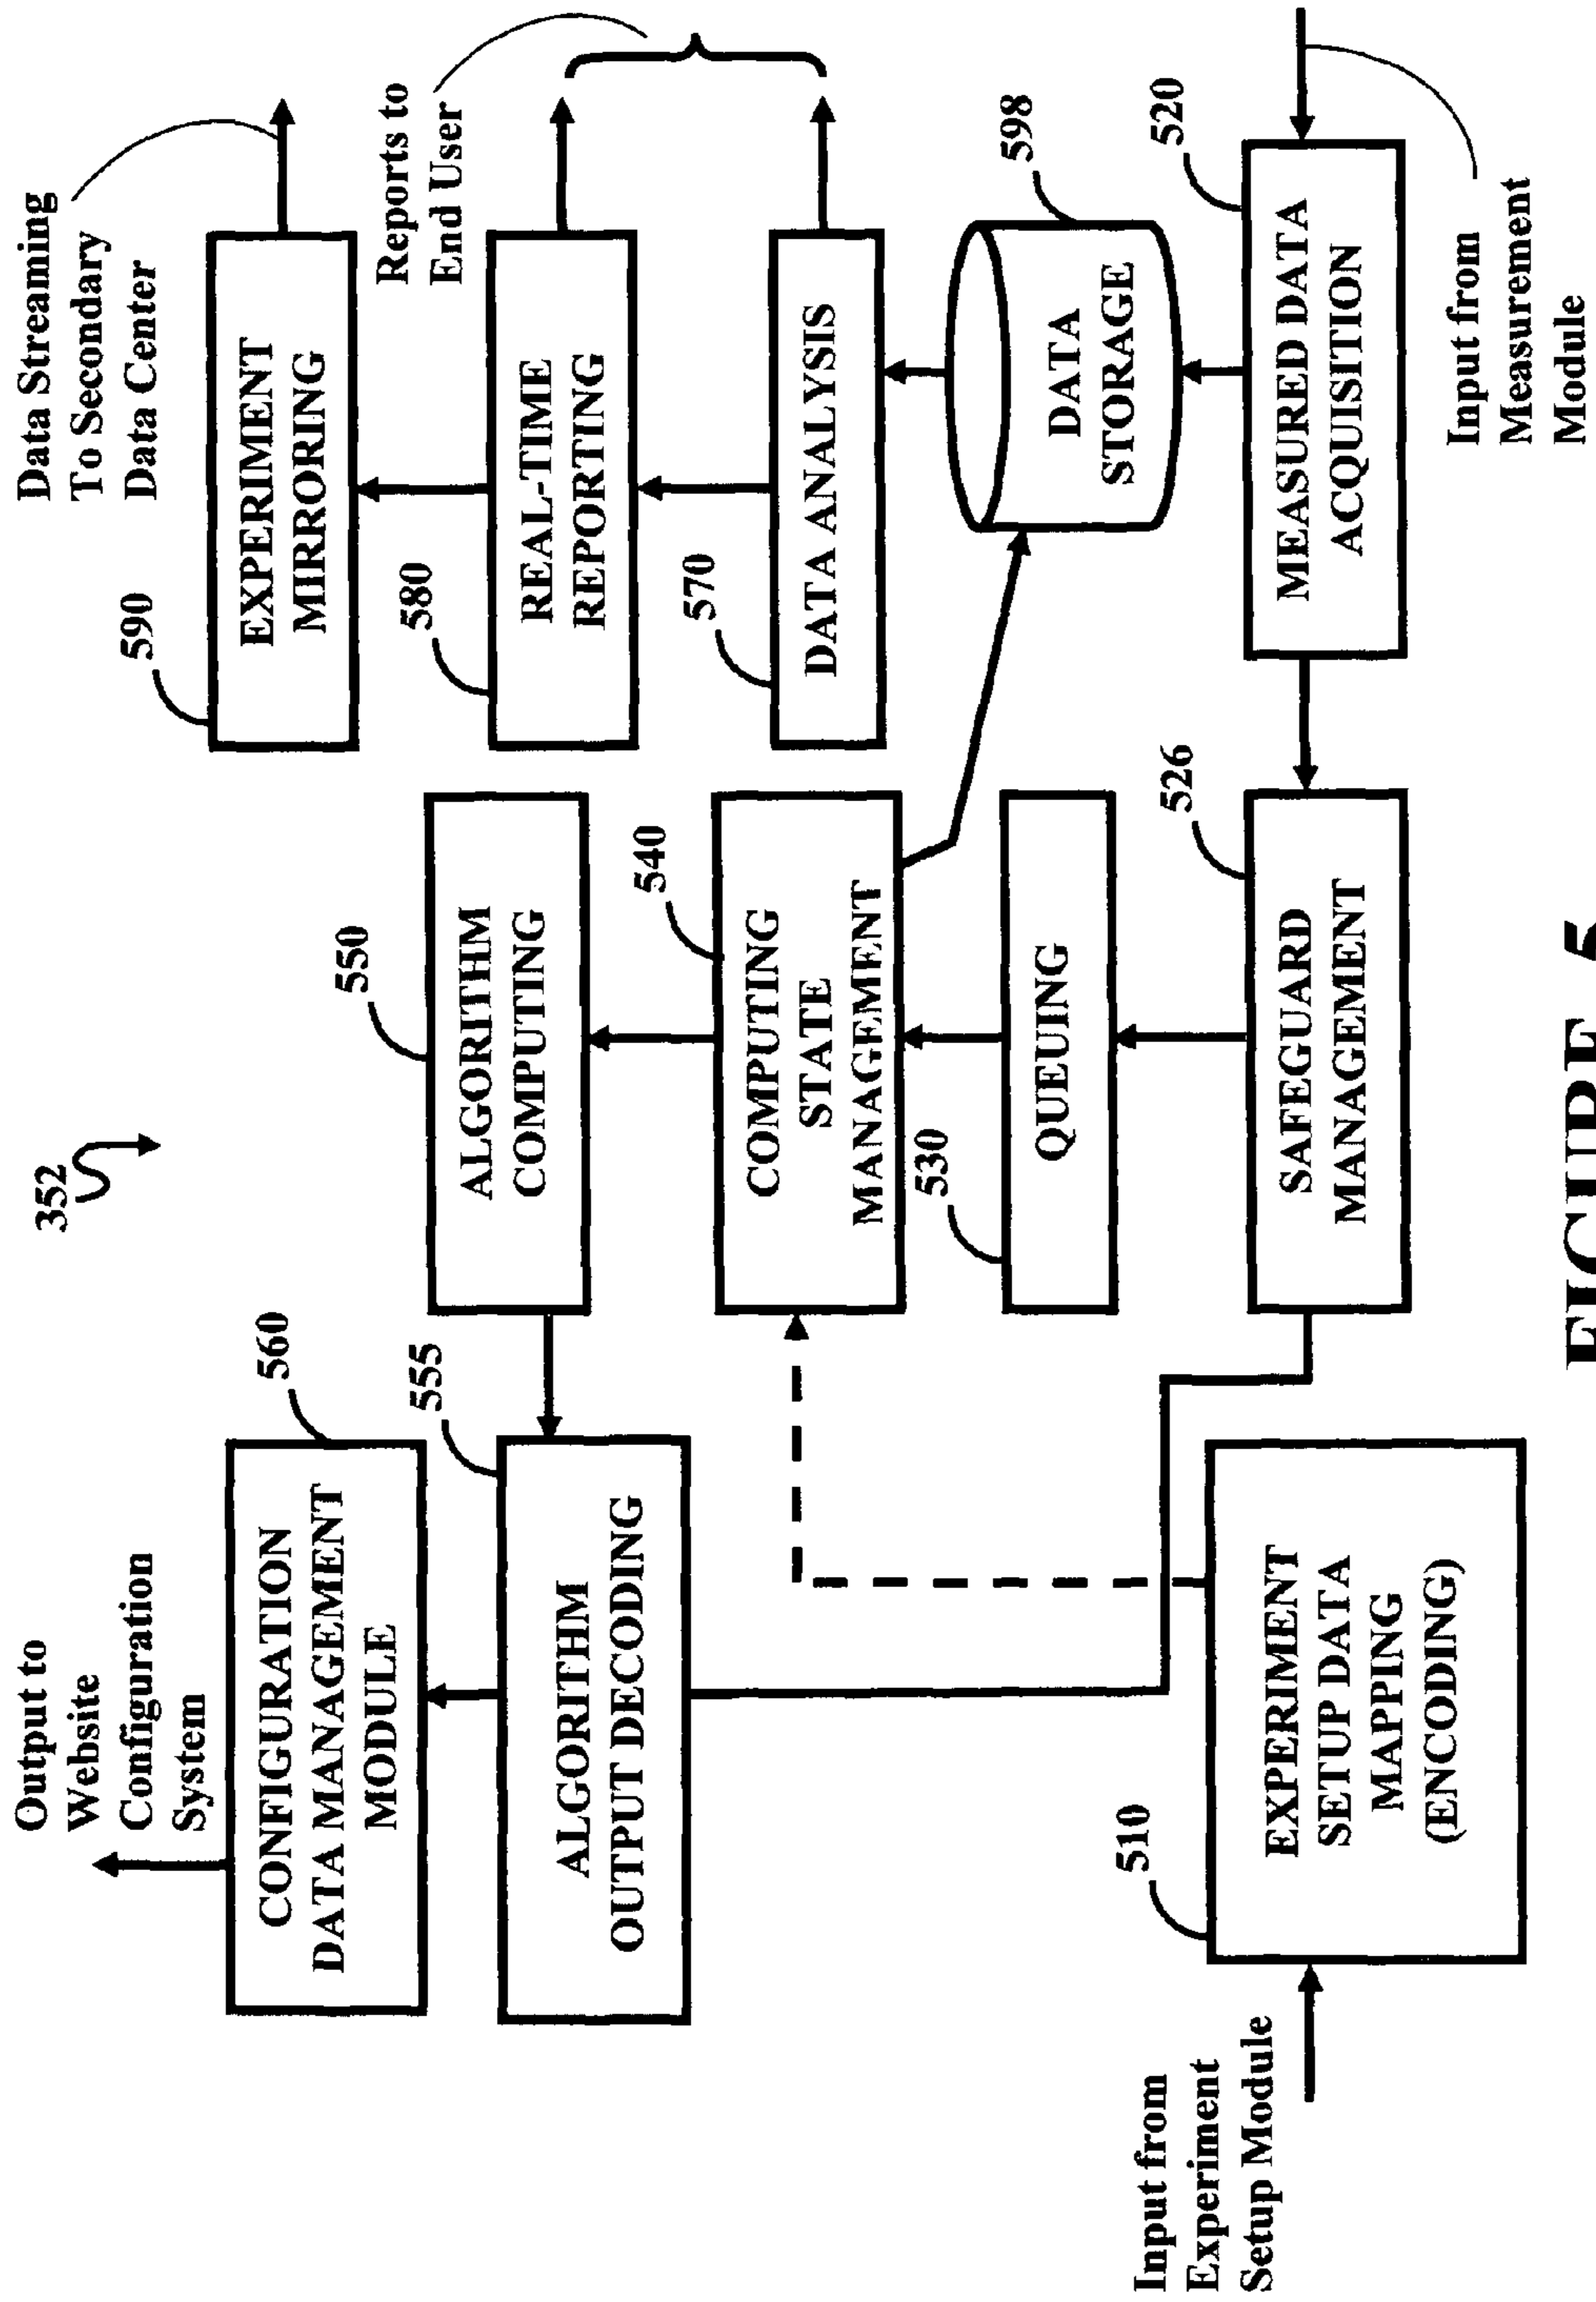 352
Output to
Website
Configuration
System
560
CONFIGURATION
DATA MANAGEMENT
MODULE
555
ALGORITHM
OUTPUT DECODING
510
EXPERIMENT
SETUP DATA
MAPPING
(ENCODING)
Input from
Experiment
Setup Module
550
ALGORITHM
COMPUTING
540
COMPUTING
STATE
MANAGEMENT
530
QUEUING
526
SAFEGUARD
MANAGEMENT
Data Streaming
To Secondary
Data Center
590
EXPERIMENT
MIRRORING
Reports to
End User
580
REAL-TIME
REPORTING
570
DATA ANALYSIS
598
DATA
STORAGE
520
MEASURED DATA
ACQUISITION
Input from
Measurement
Module
FIGURE 5